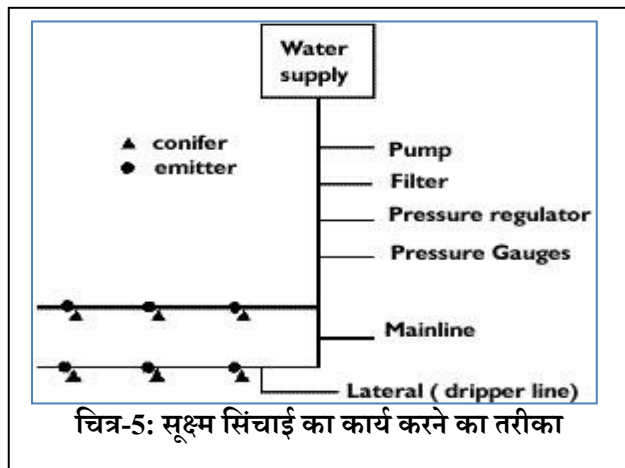 Water
supply
conifer
emitter
Pump
Filter
Pressure regulator
Pressure Gauges
Mainline
Lateral ( dripper line)
चित्र-5: सूक्ष्म सिंचाई का कार्य करने का तरीका